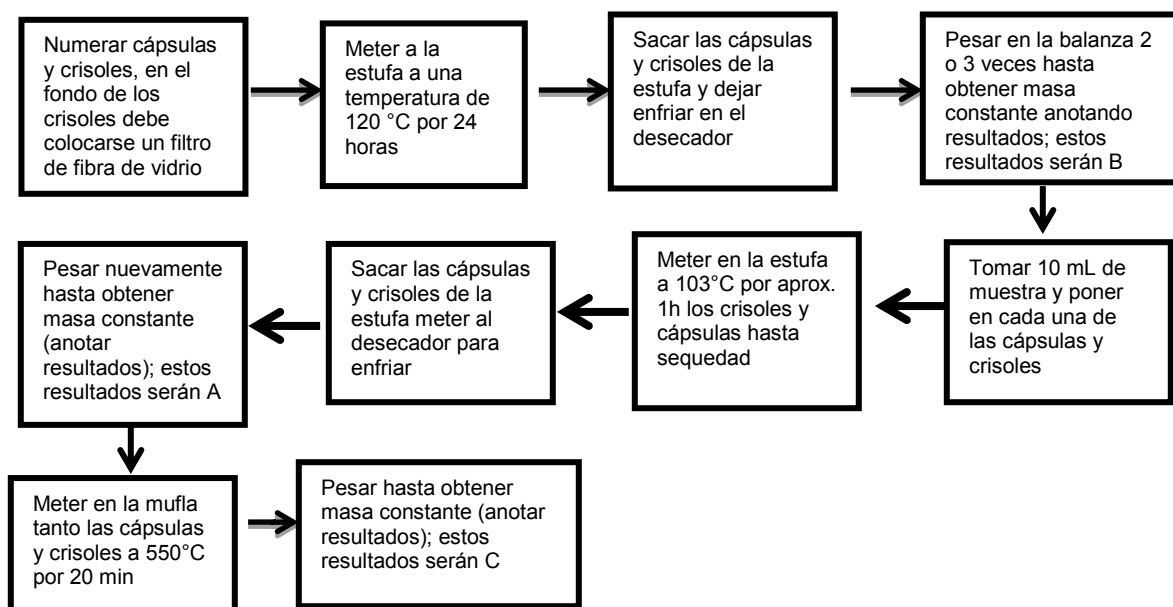 Numerar cápsulas
y crisoles, en el
fondo de los
crisoles debe
colocarse un filtro
de fibra de vidrio
Meter a la
estufa a una
temperatura de
120 °C por 24
horas
Sacar las cápsulas
y crisoles de la
estufa y dejar
enfriar en el
desecador
Pesar en la balanza 2
o 3 veces hasta
obtener masa
constante anotando
resultados; estos
resultados serán B
Tomar 10 mL de
muestra y poner
en cada una de
las cápsulas y
crisoles
Meter en la estufa
a 103°C por aprox.
1h los crisoles y
cápsulas hasta
sequedad
Sacar las cápsulas
y crisoles de la
estufa meter al
desecador para
enfriar
Pesar nuevamente
hasta obtener
masa constante
(anotar
resultados); estos
resultados serán A
Meter en la mufla
tanto las cápsulas
y crisoles a 550°C
por 20 min
Pesar hasta obtener
masa constante (anotar
resultados); estos
resultados serán C